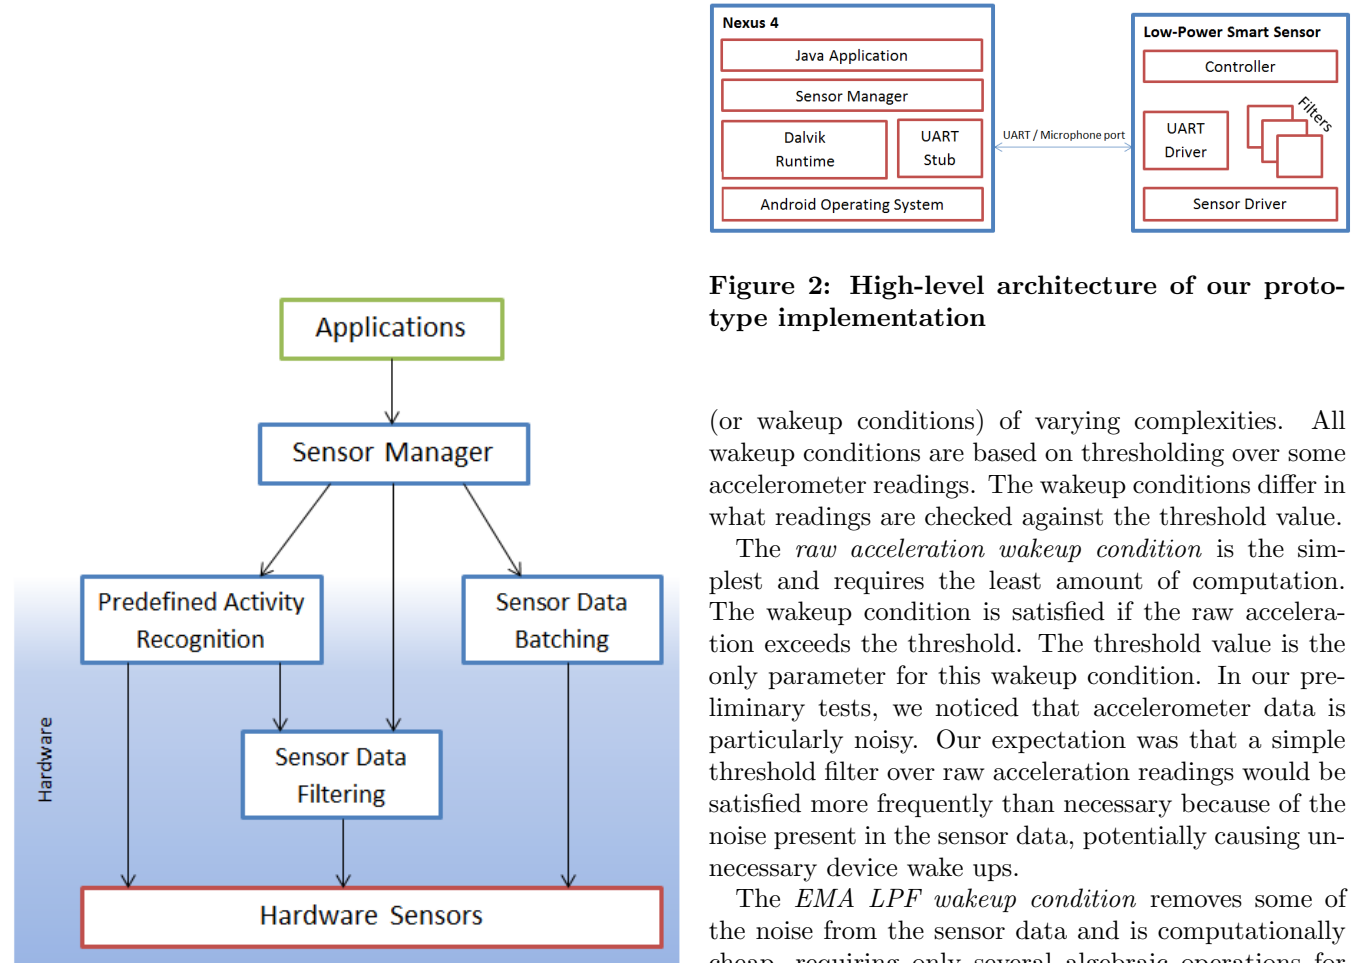 Applications
Sensor Manager
Predefined Activity
Recognition
Sensor Data
Batching
Sensor Data
Filtering
Hardware
Hardware Sensors
Nexus 4
Java Application
Sensor Manager
Dalvik
Runtime
UART
Stub
Android Operating System
UART / Microphone port
Low-Power Smart Sensor
Controller
UART
Driver
Filters
Sensor Driver
Figure 2: High-level architecture of our proto-
type implementation
(or wakeup conditions) of varying complexities. All
wakeup conditions are based on thresholding over some
accelerometer readings. The wakeup conditions differ in
what readings are checked against the threshold value.
The raw acceleration wakeup condition is the sim-
plest and requires the least amount of computation.
The wakeup condition is satisfied if the raw accelera-
tion exceeds the threshold. The threshold value is the
only parameter for this wakeup condition. In our pre-
liminary tests, we noticed that accelerometer data is
particularly noisy. Our expectation was that a simple
threshold filter over raw acceleration readings would be
satisfied more frequently than necessary because of the
noise present in the sensor data, potentially causing un-
necessary device wake ups.
The EMA LPF wakeup condition removes some of
the noise from the sensor data and is computationally
cheap, requiring only several algebraic operations for